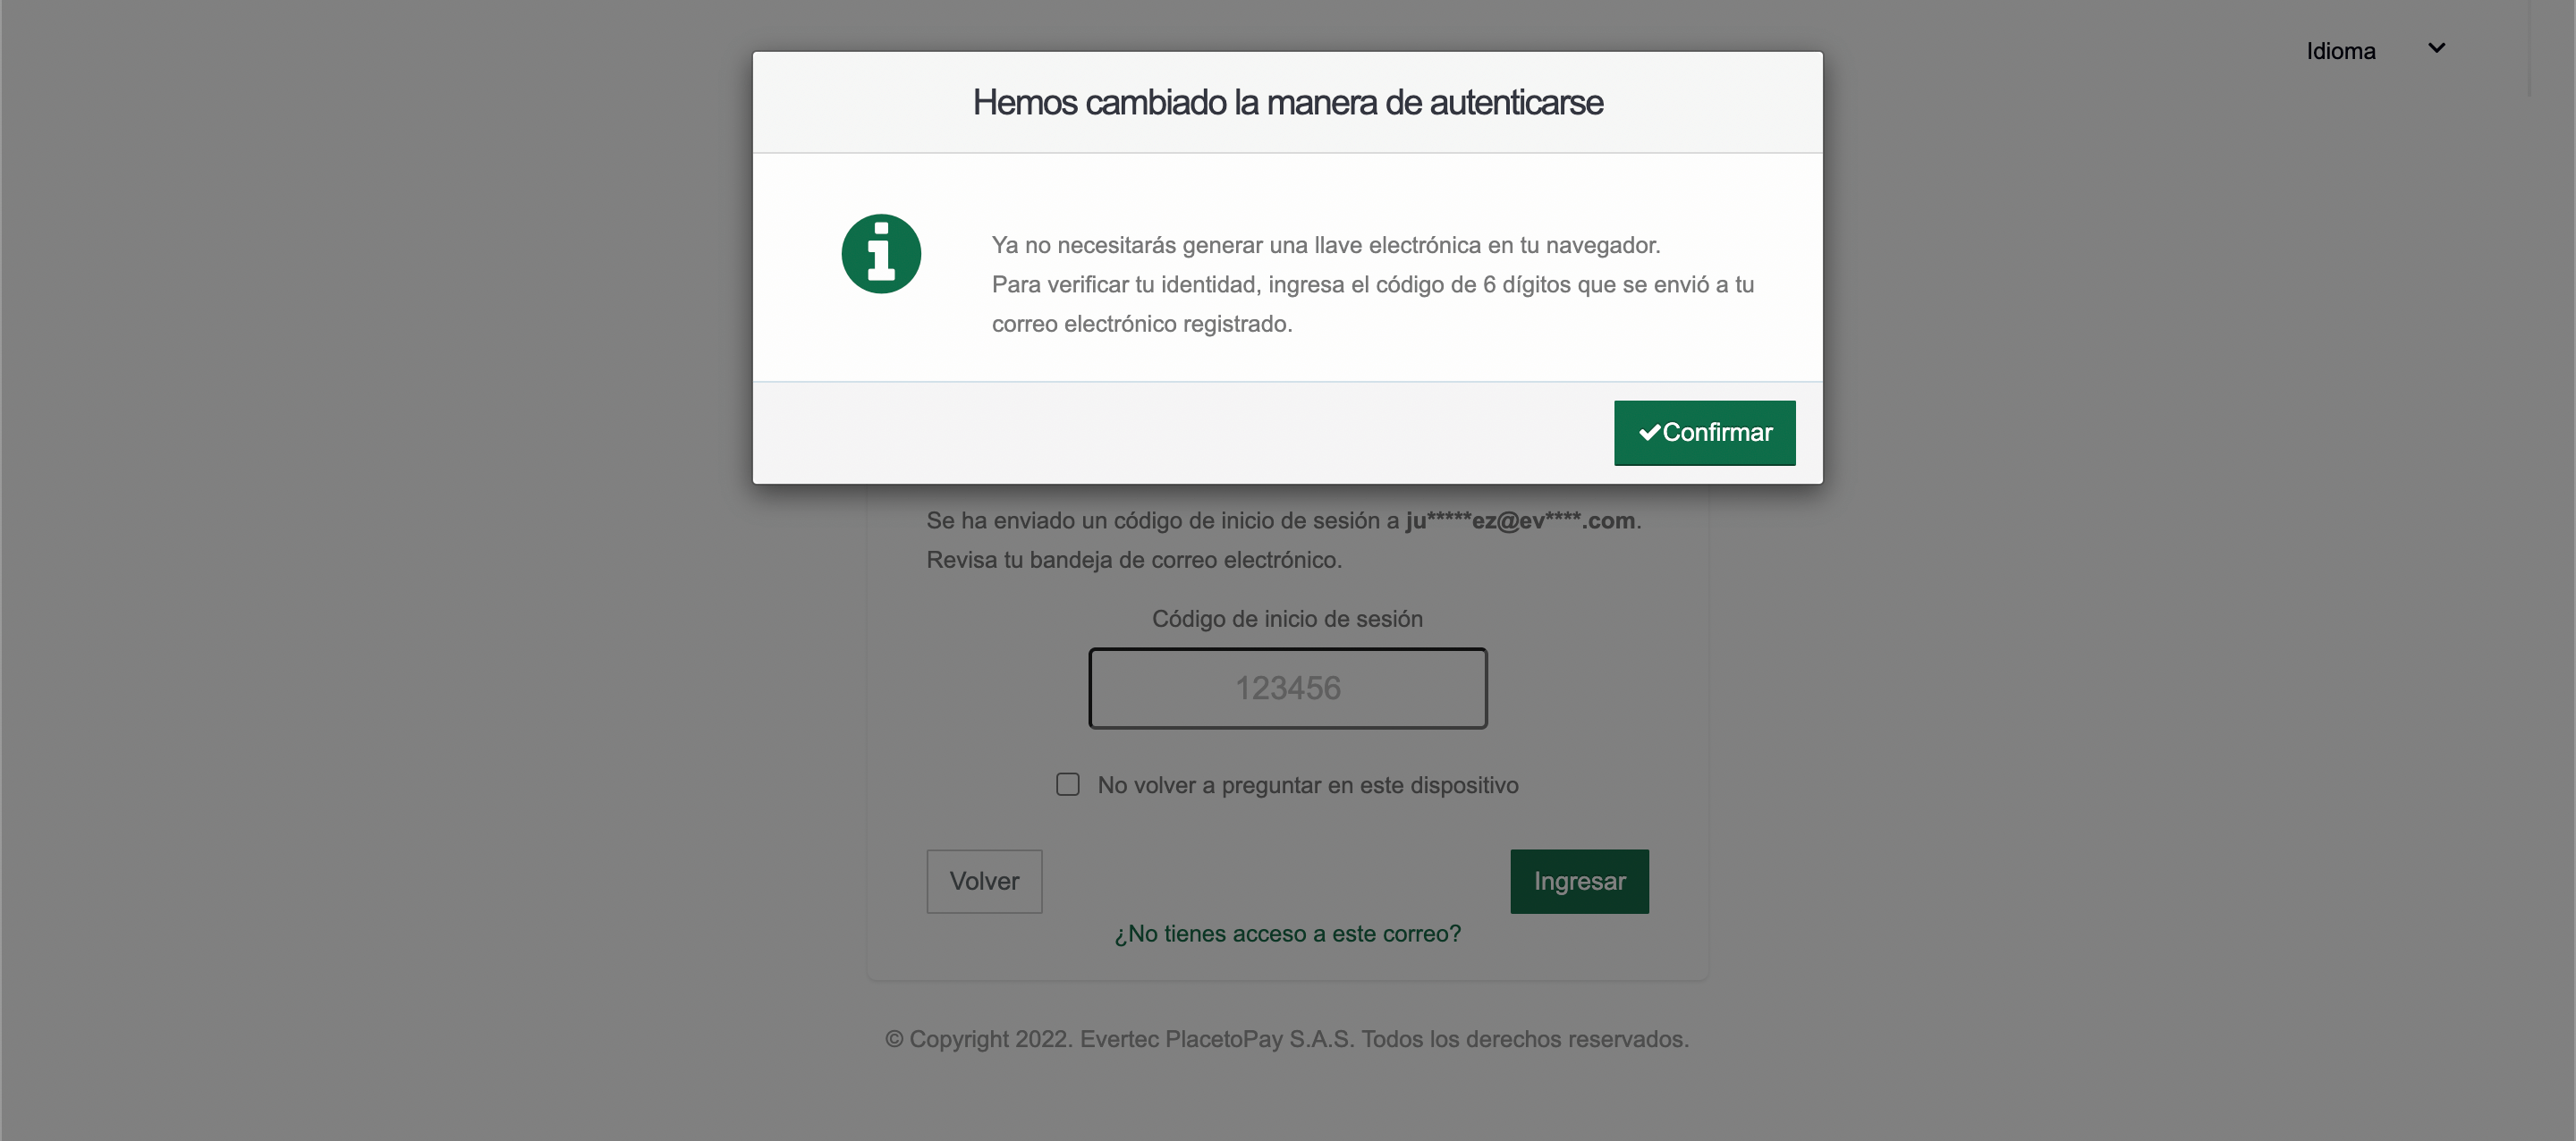 Idioma
Hemos cambiado la manera de autenticarse
Ya no necesitarás generar una llave electrónica en tu navegador.
Para verificar tu identidad, ingresa el código de 6 dígitos que se envió a tu
correo electrónico registrado.
Confirmar
Se ha enviado un código de inicio de sesión a ju*****ez@ev****.com.
Revisa tu bandeja de correo electrónico.
Código de inicio de sesión
123456
No volver a preguntar en este dispositivo
Volver
Ingresar
¿No tienes acceso a este correo?
© Copyright 2022. Evertec PlacetoPay S.A.S. Todos los derechos reservados.